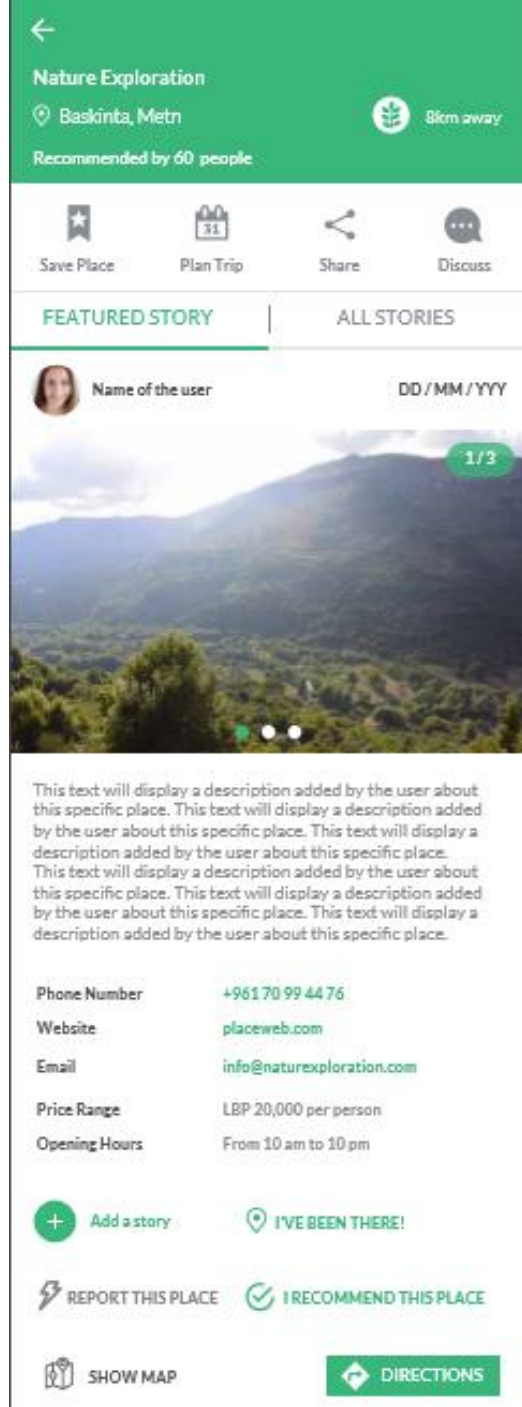 Nature Exploration
Baskinta, Metn
8km away
Recommended by 60 people
31
Save Place
Plan Trip
Share
Discuss
FEATURED STORY
ALL STORIES
Name of the user
DD / MM / YYY
1/3
This text will display a description added by the user about
this specific place. This text will display a description added
by the user about this specific place. This text will display a
description added by the user about this specific place.
This text will display a description added by the user about
this specific place. This text will display a description added
by the user about this specific place. This text will display a
description added by the user about this specific place.
Phone Number +961 70 99 44 76
Website placeweb.com
Email info@naturexploration.com
Price Range LBP 20,000 per person
Opening Hours From 10 am to 10 pm
Add a story
I'VE BEEN THERE!
REPORT THIS PLACE
I RECOMMEND THIS PLACE
SHOW MAP
DIRECTIONS